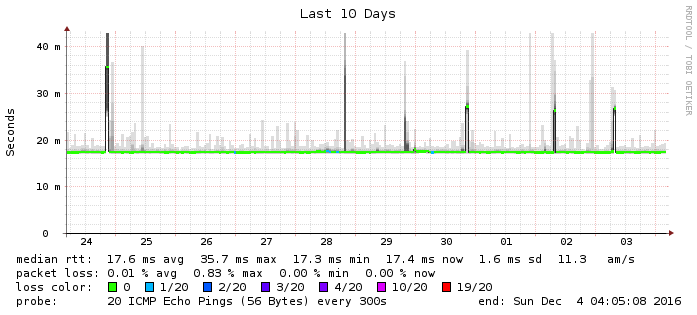 Last 10 Days
RRDTOOL / TOBI OETIKER
Seconds
40 m
30 m
20 m
10 m
0
24 25 26 27 28 29 30 01 02 03
median rtt: 17.6 ms avg 35.7 ms max 17.3 ms min 17.4 ms now 1.6 ms sd 11.3 am/s
packet loss: 0.01 % avg 0.83 % max 0.00 % min 0.00 % now
loss color: 0 1/20 2/20 3/20 4/20 10/20 19/20
probe: 20 ICMP Echo Pings (56 Bytes) every 300s end: Sun Dec 4 04:05:08 2016